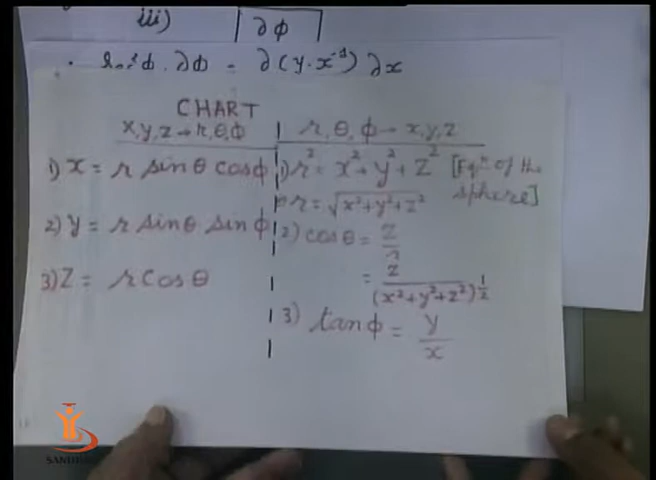 iii) ∂φ
sec²φ. ∂φ = ∂(y.x⁻¹) ∂x
CHART
x,y,z → r,θ,φ
r,θ,φ → x,y,z
1) x = r sinθ cosφ
2) y = r sinθ sinφ
3) z = r cosθ
1) r² = x² + y² + z² [Eqⁿ of the sphere]
r = √x²+y²+z²
2) cosθ = z/r
= z/(x²+y²+z²)^1/2
3) tanφ = y/x